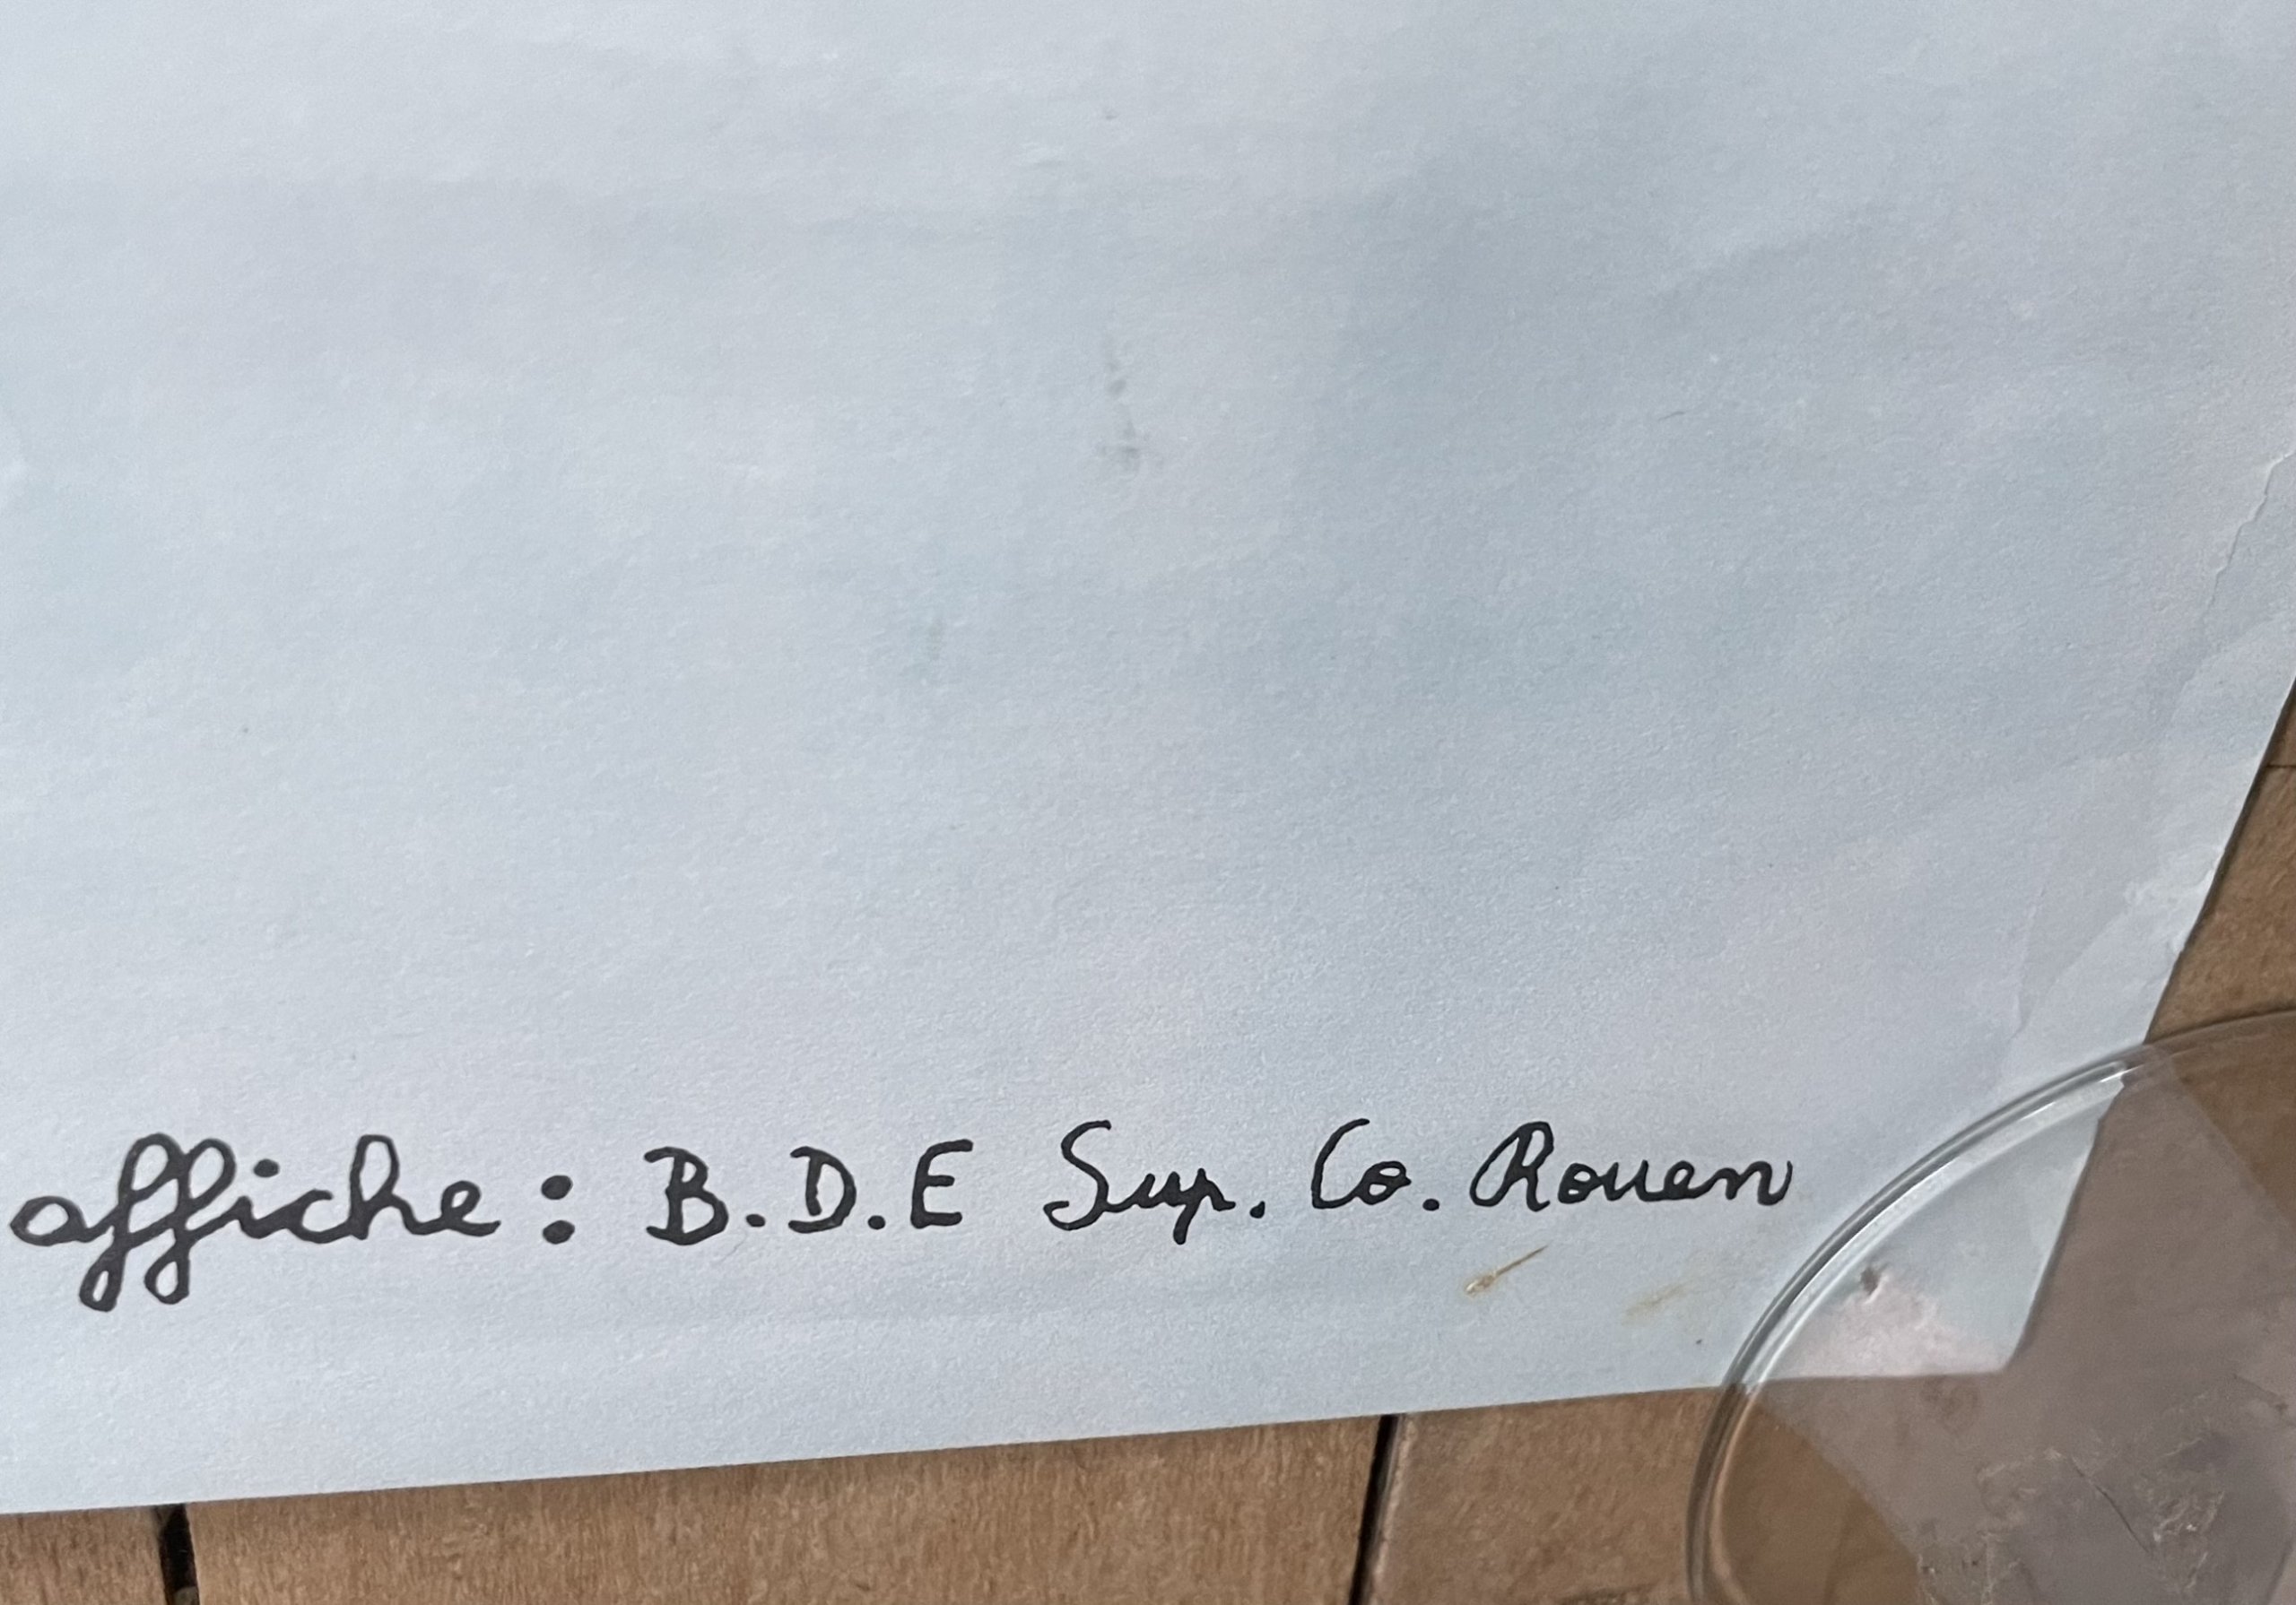 affiche : B.D.E Sup. Co. Rouen